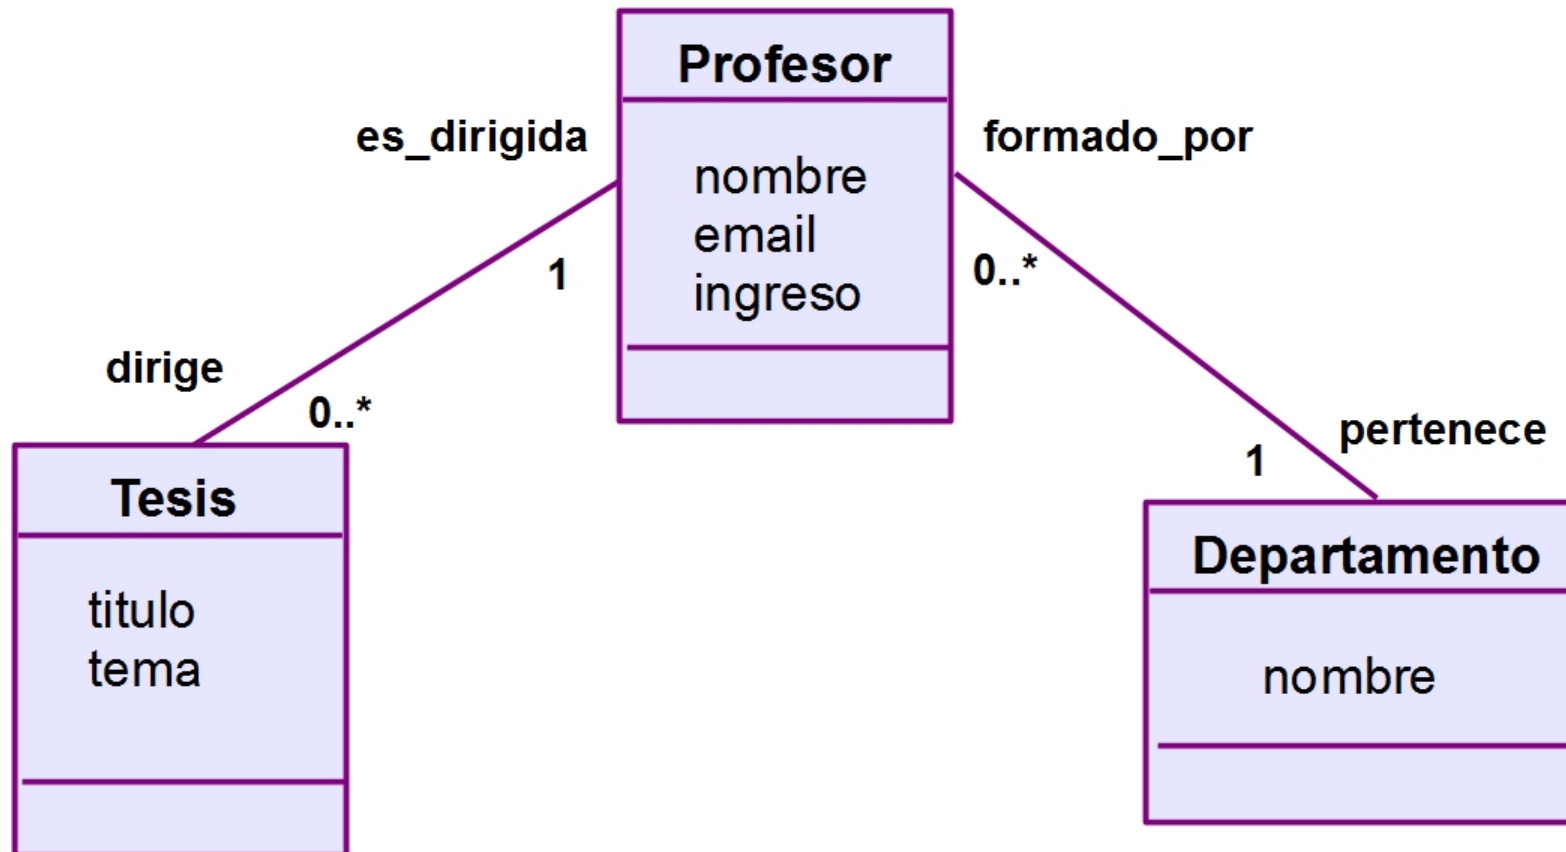 Profesor
nombre
email
ingreso
es_dirigida
1
dirige
0..*
formado_por
0..*
pertenece
1
Tesis
titulo
tema
Departamento
nombre